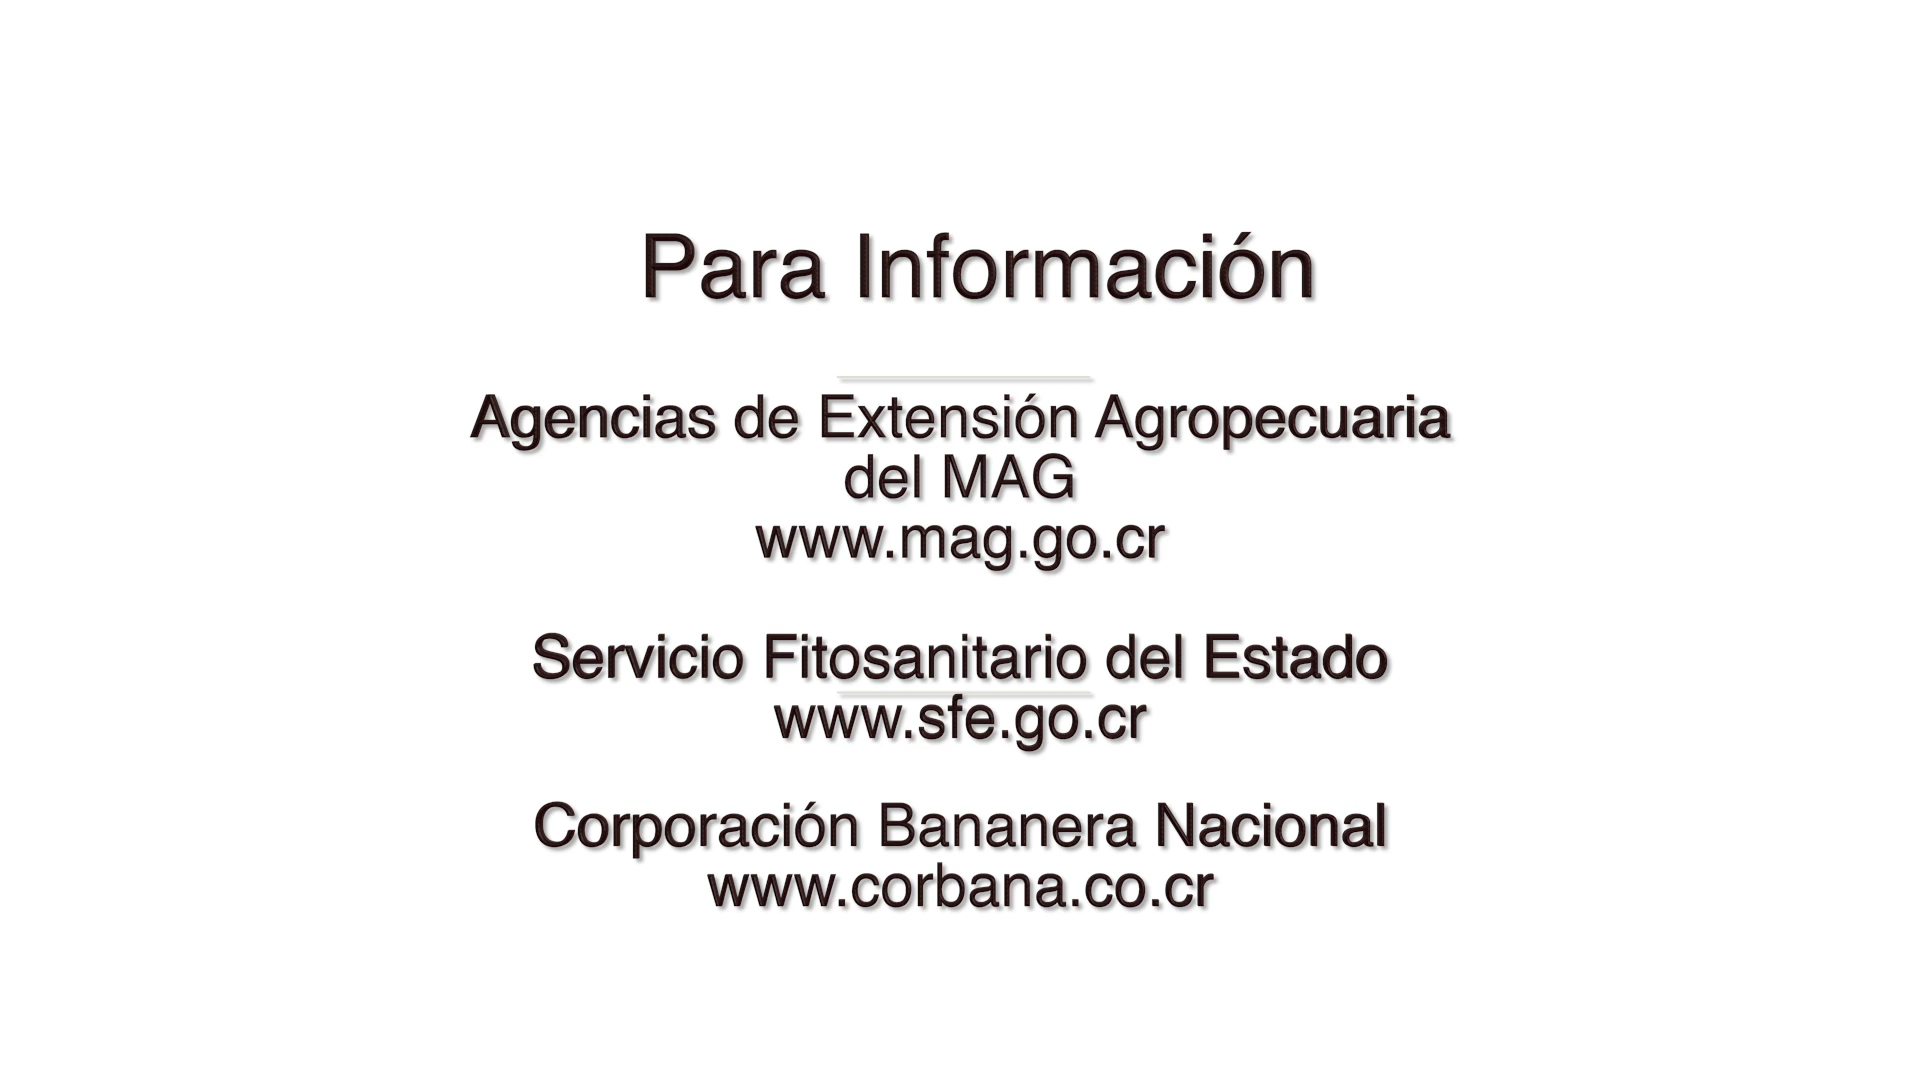 Para Información
Agencias de Extensión Agropecuaria
del MAG
www.mag.go.cr
Servicio Fitosanitario del Estado
www.sfe.go.cr
Corporación Bananera Nacional
www.corbana.co.cr